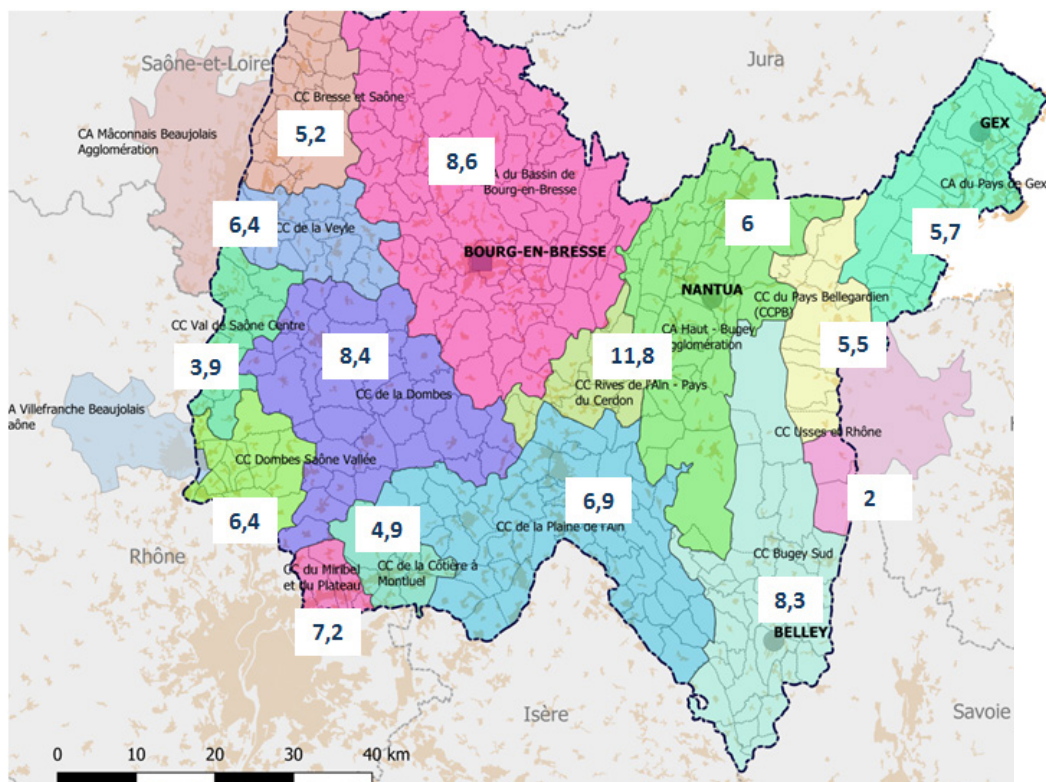 Saône-et-Loire
Jura
CC Bresse et Saône
5,2
GEX
CA Mâconnais Beaujolais
Agglomération
8,6
A du Bassin de
Bourg-en-Bresse
CA du Pays de Gex
6,4
CC de la Veyle
6
5,7
BOURG-EN-BRESSE
NANTUA
CC du Pays Bellegardien
(CCPB)
CC Val de Saône Centre
CA Haut - Bugey
Agglomération
3,9
8,4
11,8
5,5
CC Rives de l'Ain - Pays
du Cerdon
CC de la Dombes
A Villefranche Beaujolais
aône
CC Usses et Rhône
CC Dombes Saône Vallée
6,4
4,9
6,9
2
CC de la Plaine de l'Ain
Rhône
CC du Miribel
et du Plateau
CC de la Côtière à
Montluel
CC Bugey Sud
7,2
8,3
BELLEY
Isère
Savoie
0 10 20 30 40 km